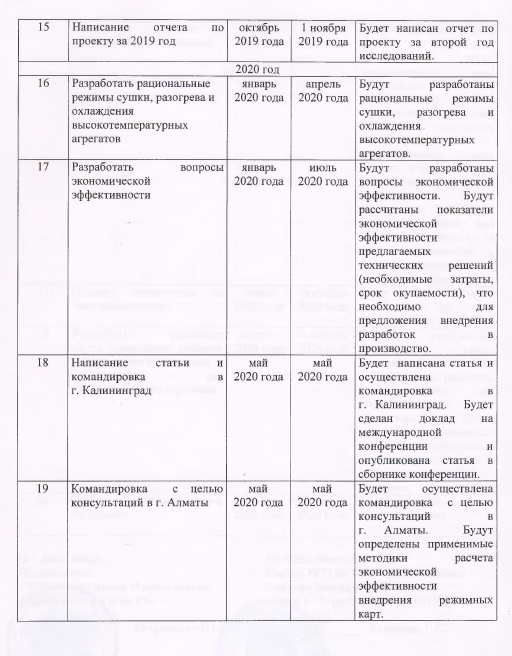 15
Написание отчета по
проекту за 2019 год
октябрь
2019 года
1 ноября
2019 года
Будет написан отчет по
проекту за второй год
исследований.
2020 год
16
Разработать рациональные
режимы сушки, разогрева и
охлаждения
высокотемпературных
агрегатов
январь
2020 года
апрель
2020 года
Будут разработаны
рациональные режимы
сушки, разогрева и
охлаждения
высокотемпературных
агрегатов.
17
Разработать вопросы
экономической
эффективности
январь
2020 года
июль
2020 года
Будут разработаны
вопросы экономической
эффективности. Будут
рассчитаны показатели
экономической
эффективности
предлагаемых
технических решений
(необходимые затраты,
срок окупаемости), что
необходимо для
предложения внедрения
разработок в
производство.
18
Написание статьи и
командировка в
г. Калининград
май
2020 года
май
2020 года
Будет написана статья и
осуществлена
командировка в
г. Калининград. Будет
сделан доклад на
международной
конференции и
опубликована статья в
сборнике конференции.
19
Командировка с целью
консультаций в г. Алматы
май
2020 года
май
2020 года
Будет осуществлена
командировка с целью
консультаций в
г. Алматы. Будут
определены применимые
методики расчета
экономической
эффективности
внедрения режимных
карт.